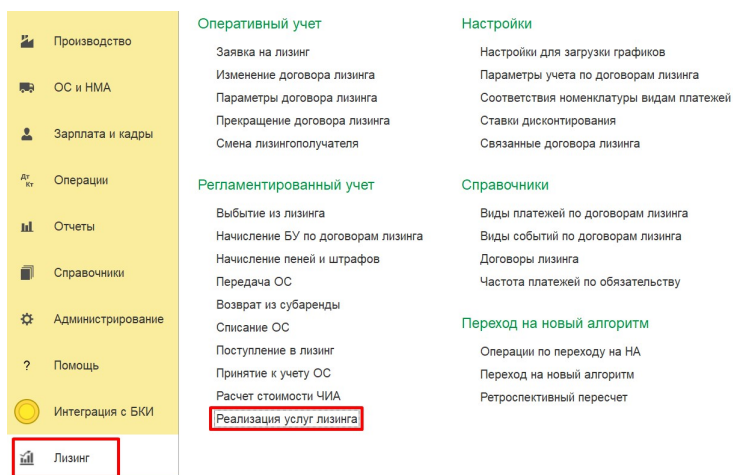 Производство
ОС и НМА
Зарплата и кадры
Дт Кт
Операции
Отчеты
Справочники
Администрирование
?
Помощь
Интеграция с БКИ
Лизинг
Оперативный учет
Заявка на лизинг
Изменение договора лизинга
Параметры договора лизинга
Прекращение договора лизинга
Смена лизингополучателя
Регламентированный учет
Выбытие из лизинга
Начисление БУ по договорам лизинга
Начисление пеней и штрафов
Передача ОС
Возврат из субаренды
Списание ОС
Поступление в лизинг
Принятие к учету ОС
Расчет стоимости ЧИА
Реализация услуг лизинга
Настройки
Настройки для загрузки графиков
Параметры учета по договорам лизинга
Соответствия номенклатуры видам платежей
Ставки дисконтирования
Связанные договора лизинга
Справочники
Виды платежей по договорам лизинга
Виды событий по договорам лизинга
Договоры лизинга
Частота платежей по обязательству
Переход на новый алгоритм
Операции по переходу на НА
Переход на новый алгоритм
Ретроспективный пересчет